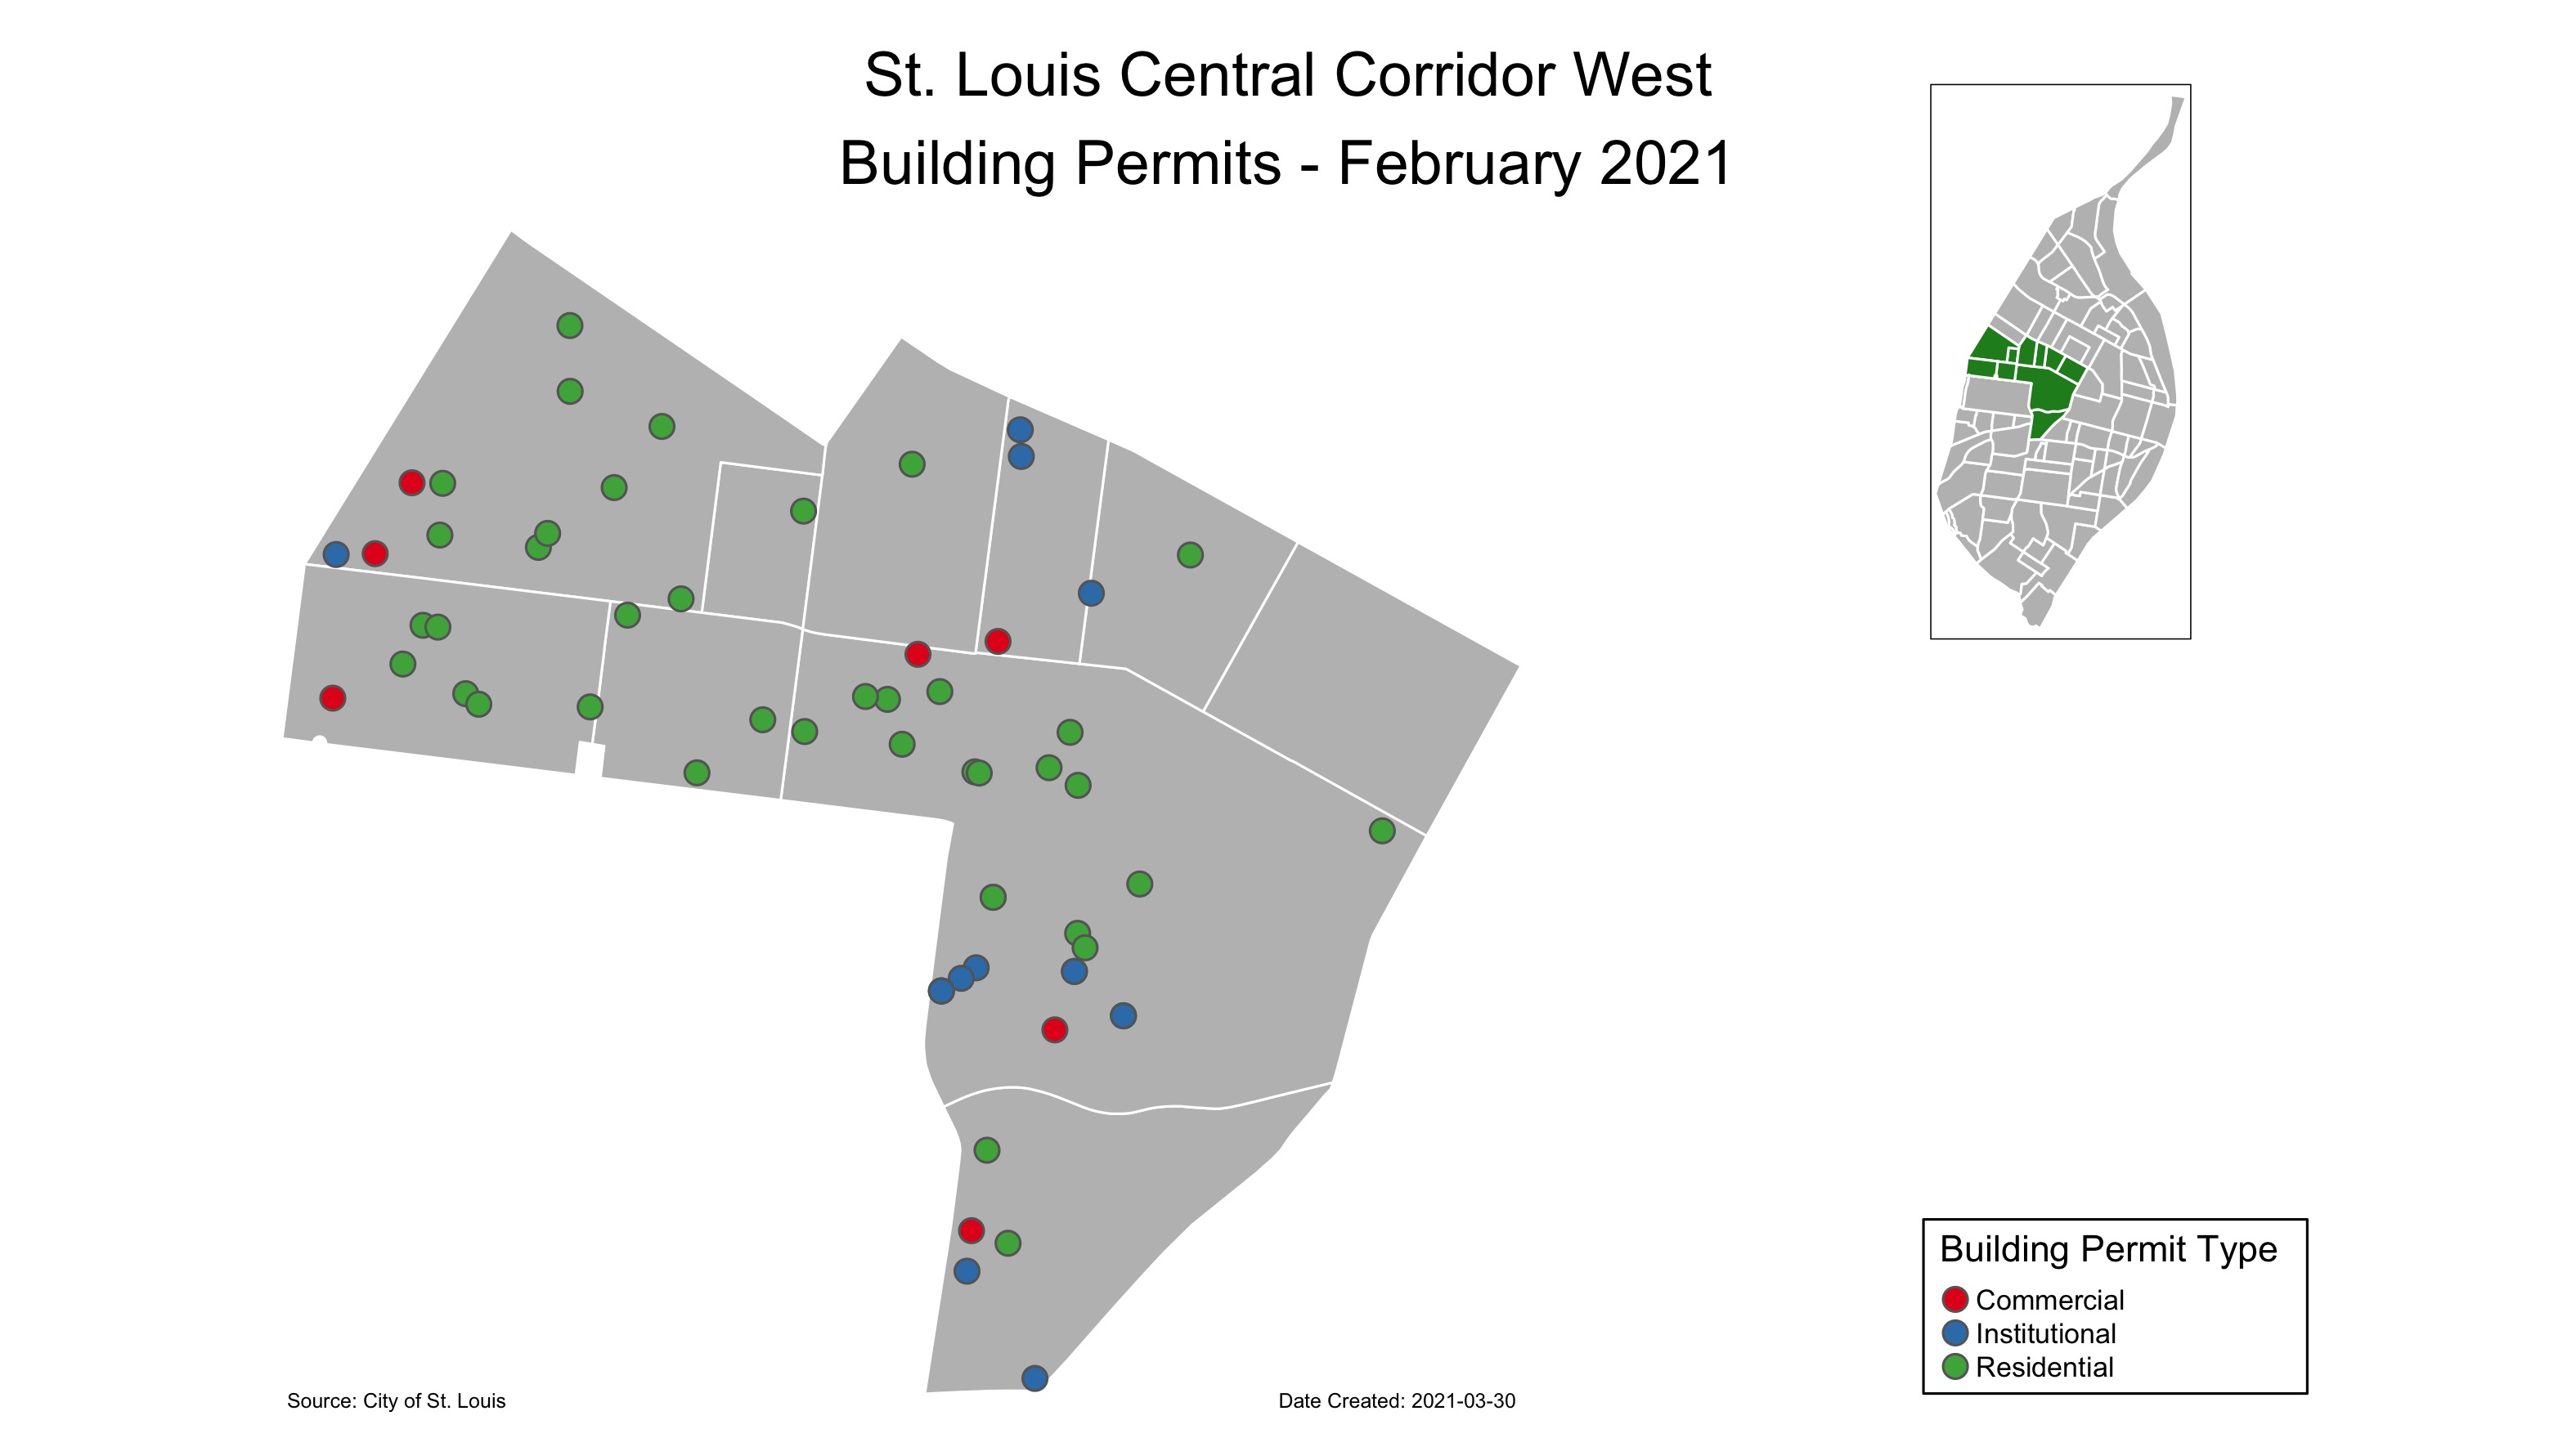 St. Louis Central Corridor West
Building Permits - February 2021
Building Permit Type
Commercial
Institutional
Residential
Source: City of St. Louis
Date Created: 2021-03-30